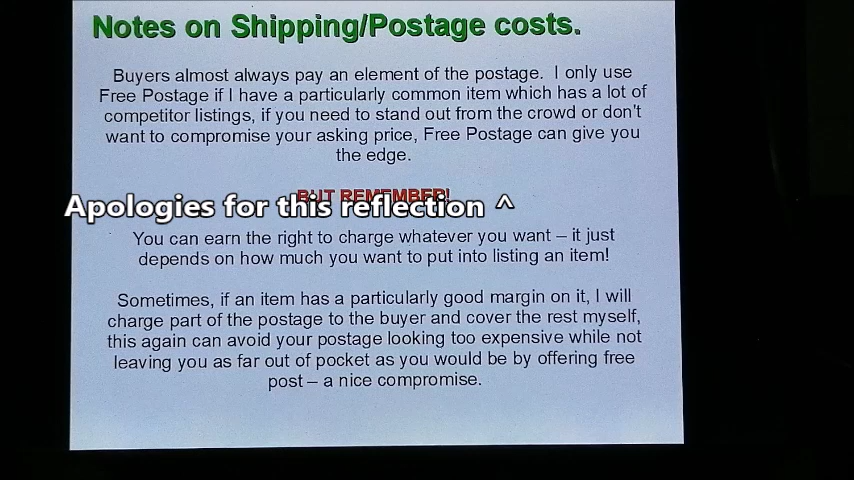 Notes on Shipping/Postage costs.
Buyers almost always pay an element of the postage.  I only use
Free Postage if I have a particularly common item which has a lot of
competitor listings, if you need to stand out from the crowd or don't
want to compromise your asking price, Free Postage can give you
the edge.
BUT REMEMBER!
Apologies for this reflection ^
You can earn the right to charge whatever you want – it just
depends on how much you want to put into listing an item!
Sometimes, if an item has a particularly good margin on it, I will
charge part of the postage to the buyer and cover the rest myself,
this again can avoid your postage looking too expensive while not
leaving you as far out of pocket as you would be by offering free
post – a nice compromise.